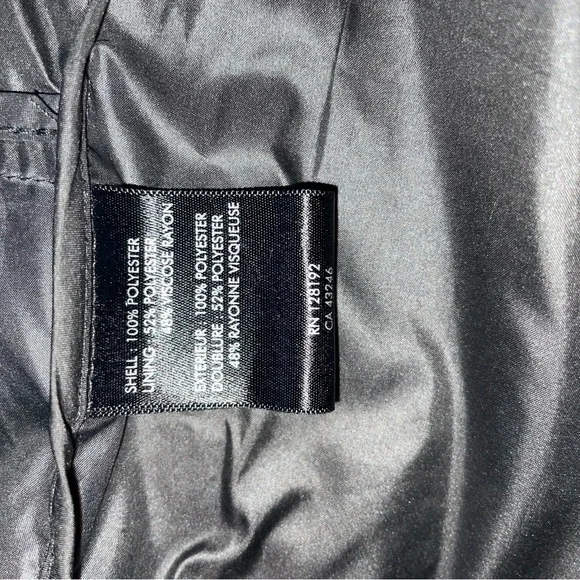 SHELL . 100% POLYESTER
LINING . 52% POLYESTER
48% VISCOSE RAYON
EXTERIEUR . 100% POLYESTER
DOUBLURE . 52% POLYESTER
48% RAYONNE VISQUEUSE
RN 128192
CA 43246